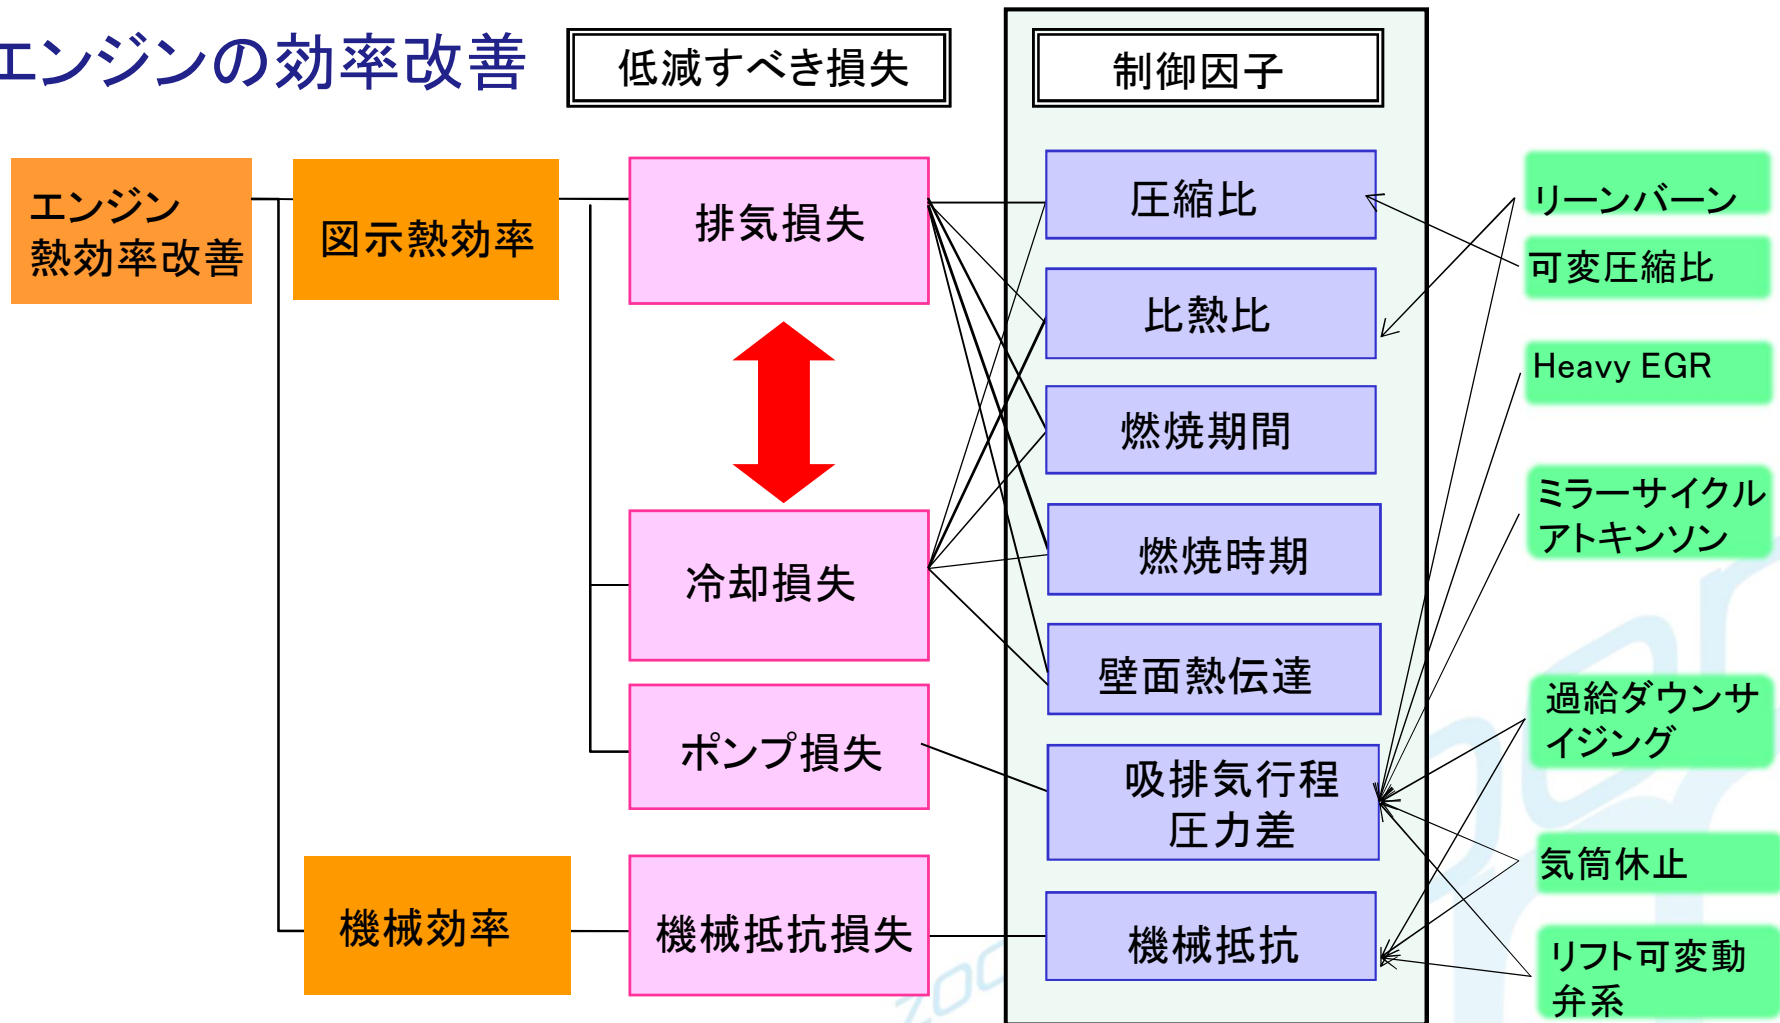 エンジンの効率改善
低減すべき損失
制御因子
エンジン
熱効率改善
図示熱効率
機械効率
排気損失
冷却損失
ポンプ損失
機械抵抗損失
圧縮比
比熱比
燃焼期間
燃焼時期
壁面熱伝達
吸排気行程
圧力差
機械抵抗
リーンバーン
可変圧縮比
Heavy EGR
ミラーサイクル
アトキンソン
過給ダウンサ
イジング
気筒休止
リフト可変動
弁系